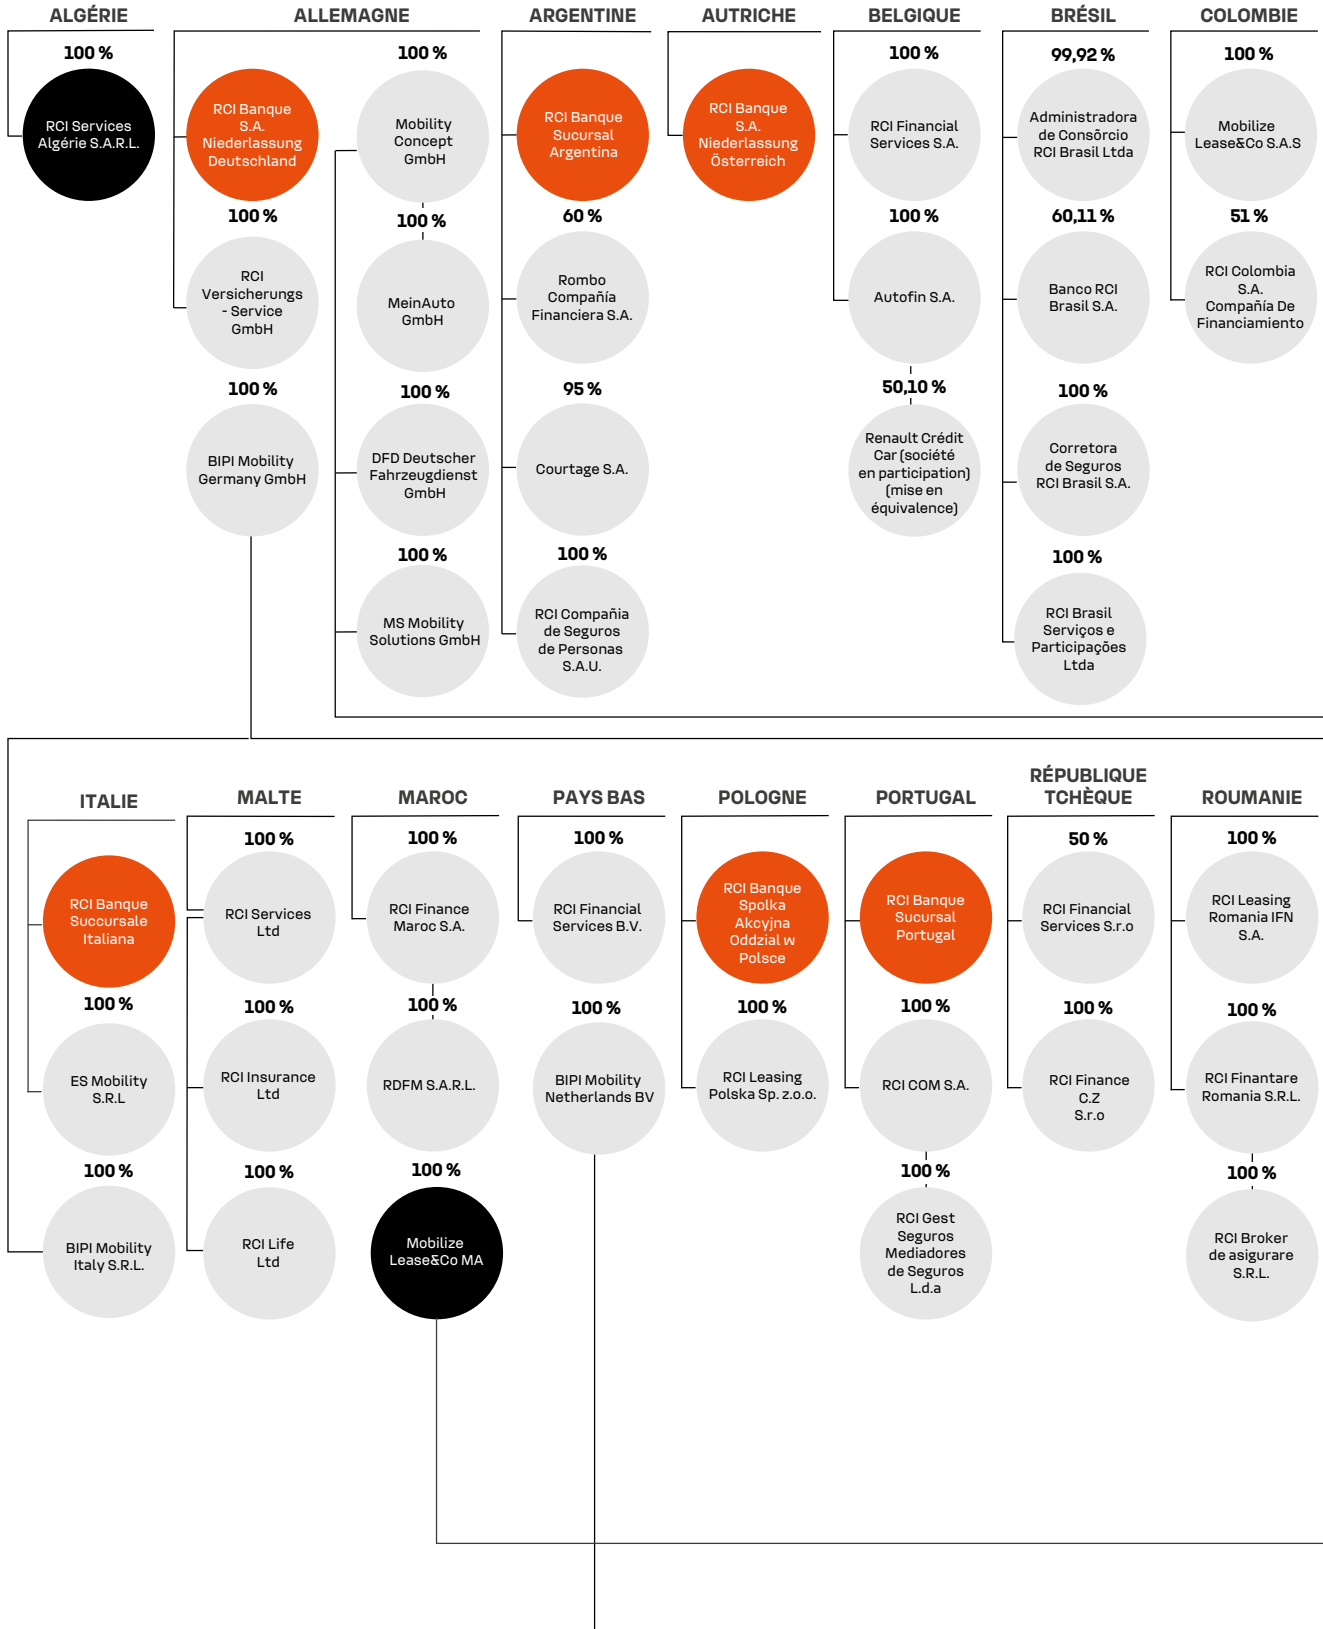 ALGÉRIE
100 %
RCI Services
Algérie S.A.R.L.
ALLEMAGNE
RCI Banque
S.A.
Niederlassung
Deutschland
100 %
RCI
Versicherungs
- Service
GmbH
100 %
BIPI Mobility
Germany GmbH
100 %
Mobility
Concept
GmbH
100 %
MeinAuto
GmbH
100 %
DFD Deutscher
Fahrzeugdienst
GmbH
100 %
MS Mobility
Solutions GmbH
ARGENTINE
RCI Banque
Sucursal
Argentina
60 %
Rombo
Compañía
Financiera S.A.
95 %
Courtage S.A.
100 %
RCI Compañia
de Seguros
de Personas
S.A.U.
AUTRICHE
RCI Banque
S.A.
Niederlassung
Österreich
BELGIQUE
100 %
RCI Financial
Services S.A.
100 %
Autofin S.A.
50,10 %
Renault Crédit
Car (société
en participation)
(mise en
équivalence)
BRÉSIL
99,92 %
Administradora
de Consõrcio
RCI Brasil Ltda
60,11 %
Banco RCI
Brasil S.A.
100 %
Corretora
de Seguros
RCI Brasil S.A.
100 %
RCI Brasil
Serviços e
Participações
Ltda
COLOMBIE
100 %
Mobilize
Lease&Co S.A.S
51 %
RCI Colombia
S.A.
Compañía De
Financiamiento
ITALIE
RCI Banque
Succursale
Italiana
100 %
ES Mobility
S.R.L
100 %
BIPI Mobility
Italy S.R.L.
MALTE
100 %
RCI Services
Ltd
100 %
RCI Insurance
Ltd
100 %
RCI Life
Ltd
MAROC
100 %
RCI Finance
Maroc S.A.
100 %
RDFM S.A.R.L.
100 %
Mobilize
Lease&Co MA
PAYS BAS
100 %
RCI Financial
Services B.V.
100 %
BIPI Mobility
Netherlands BV
POLOGNE
RCI Banque
Spolka
Akcyjna
Oddzial w
Polsce
100 %
RCI Leasing
Polska Sp. z.o.o.
PORTUGAL
RCI Banque
Sucursal
Portugal
100 %
RCI COM S.A.
100 %
RCI Gest
Seguros
Mediadores
de Seguros
L.d.a
RÉPUBLIQUE
TCHÈQUE
50 %
RCI Financial
Services S.r.o
100 %
RCI Finance
C.Z
S.r.o
ROUMANIE
100 %
RCI Leasing
Romania IFN
S.A.
100 %
RCI Finantare
Romania S.R.L.
100 %
RCI Broker
de asigurare
S.R.L.